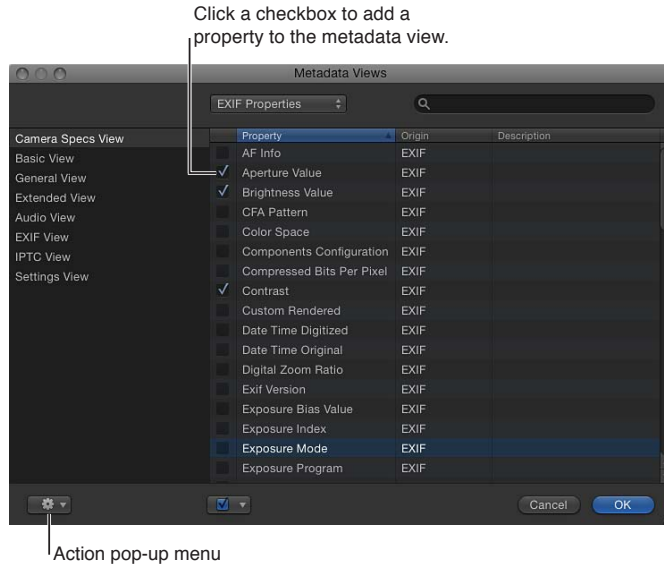 Click a checkbox to add a
property to the metadata view.
Metadata Views
EXIF Properties
Property Origin Description
Camera Specs View
Basic View
General View
Extended View
Audio View
EXIF View
IPTC View
Settings View
AF Info EXIF
Aperture Value EXIF
Brightness Value EXIF
CFA Pattern EXIF
Color Space EXIF
Components Configuration EXIF
Compressed Bits Per Pixel EXIF
Contrast EXIF
Custom Rendered EXIF
Date Time Digitized EXIF
Date Time Original EXIF
Digital Zoom Ratio EXIF
Exif Version EXIF
Exposure Bias Value EXIF
Exposure Index EXIF
Exposure Mode EXIF
Exposure Program EXIF
Cancel OK
Action pop-up menu